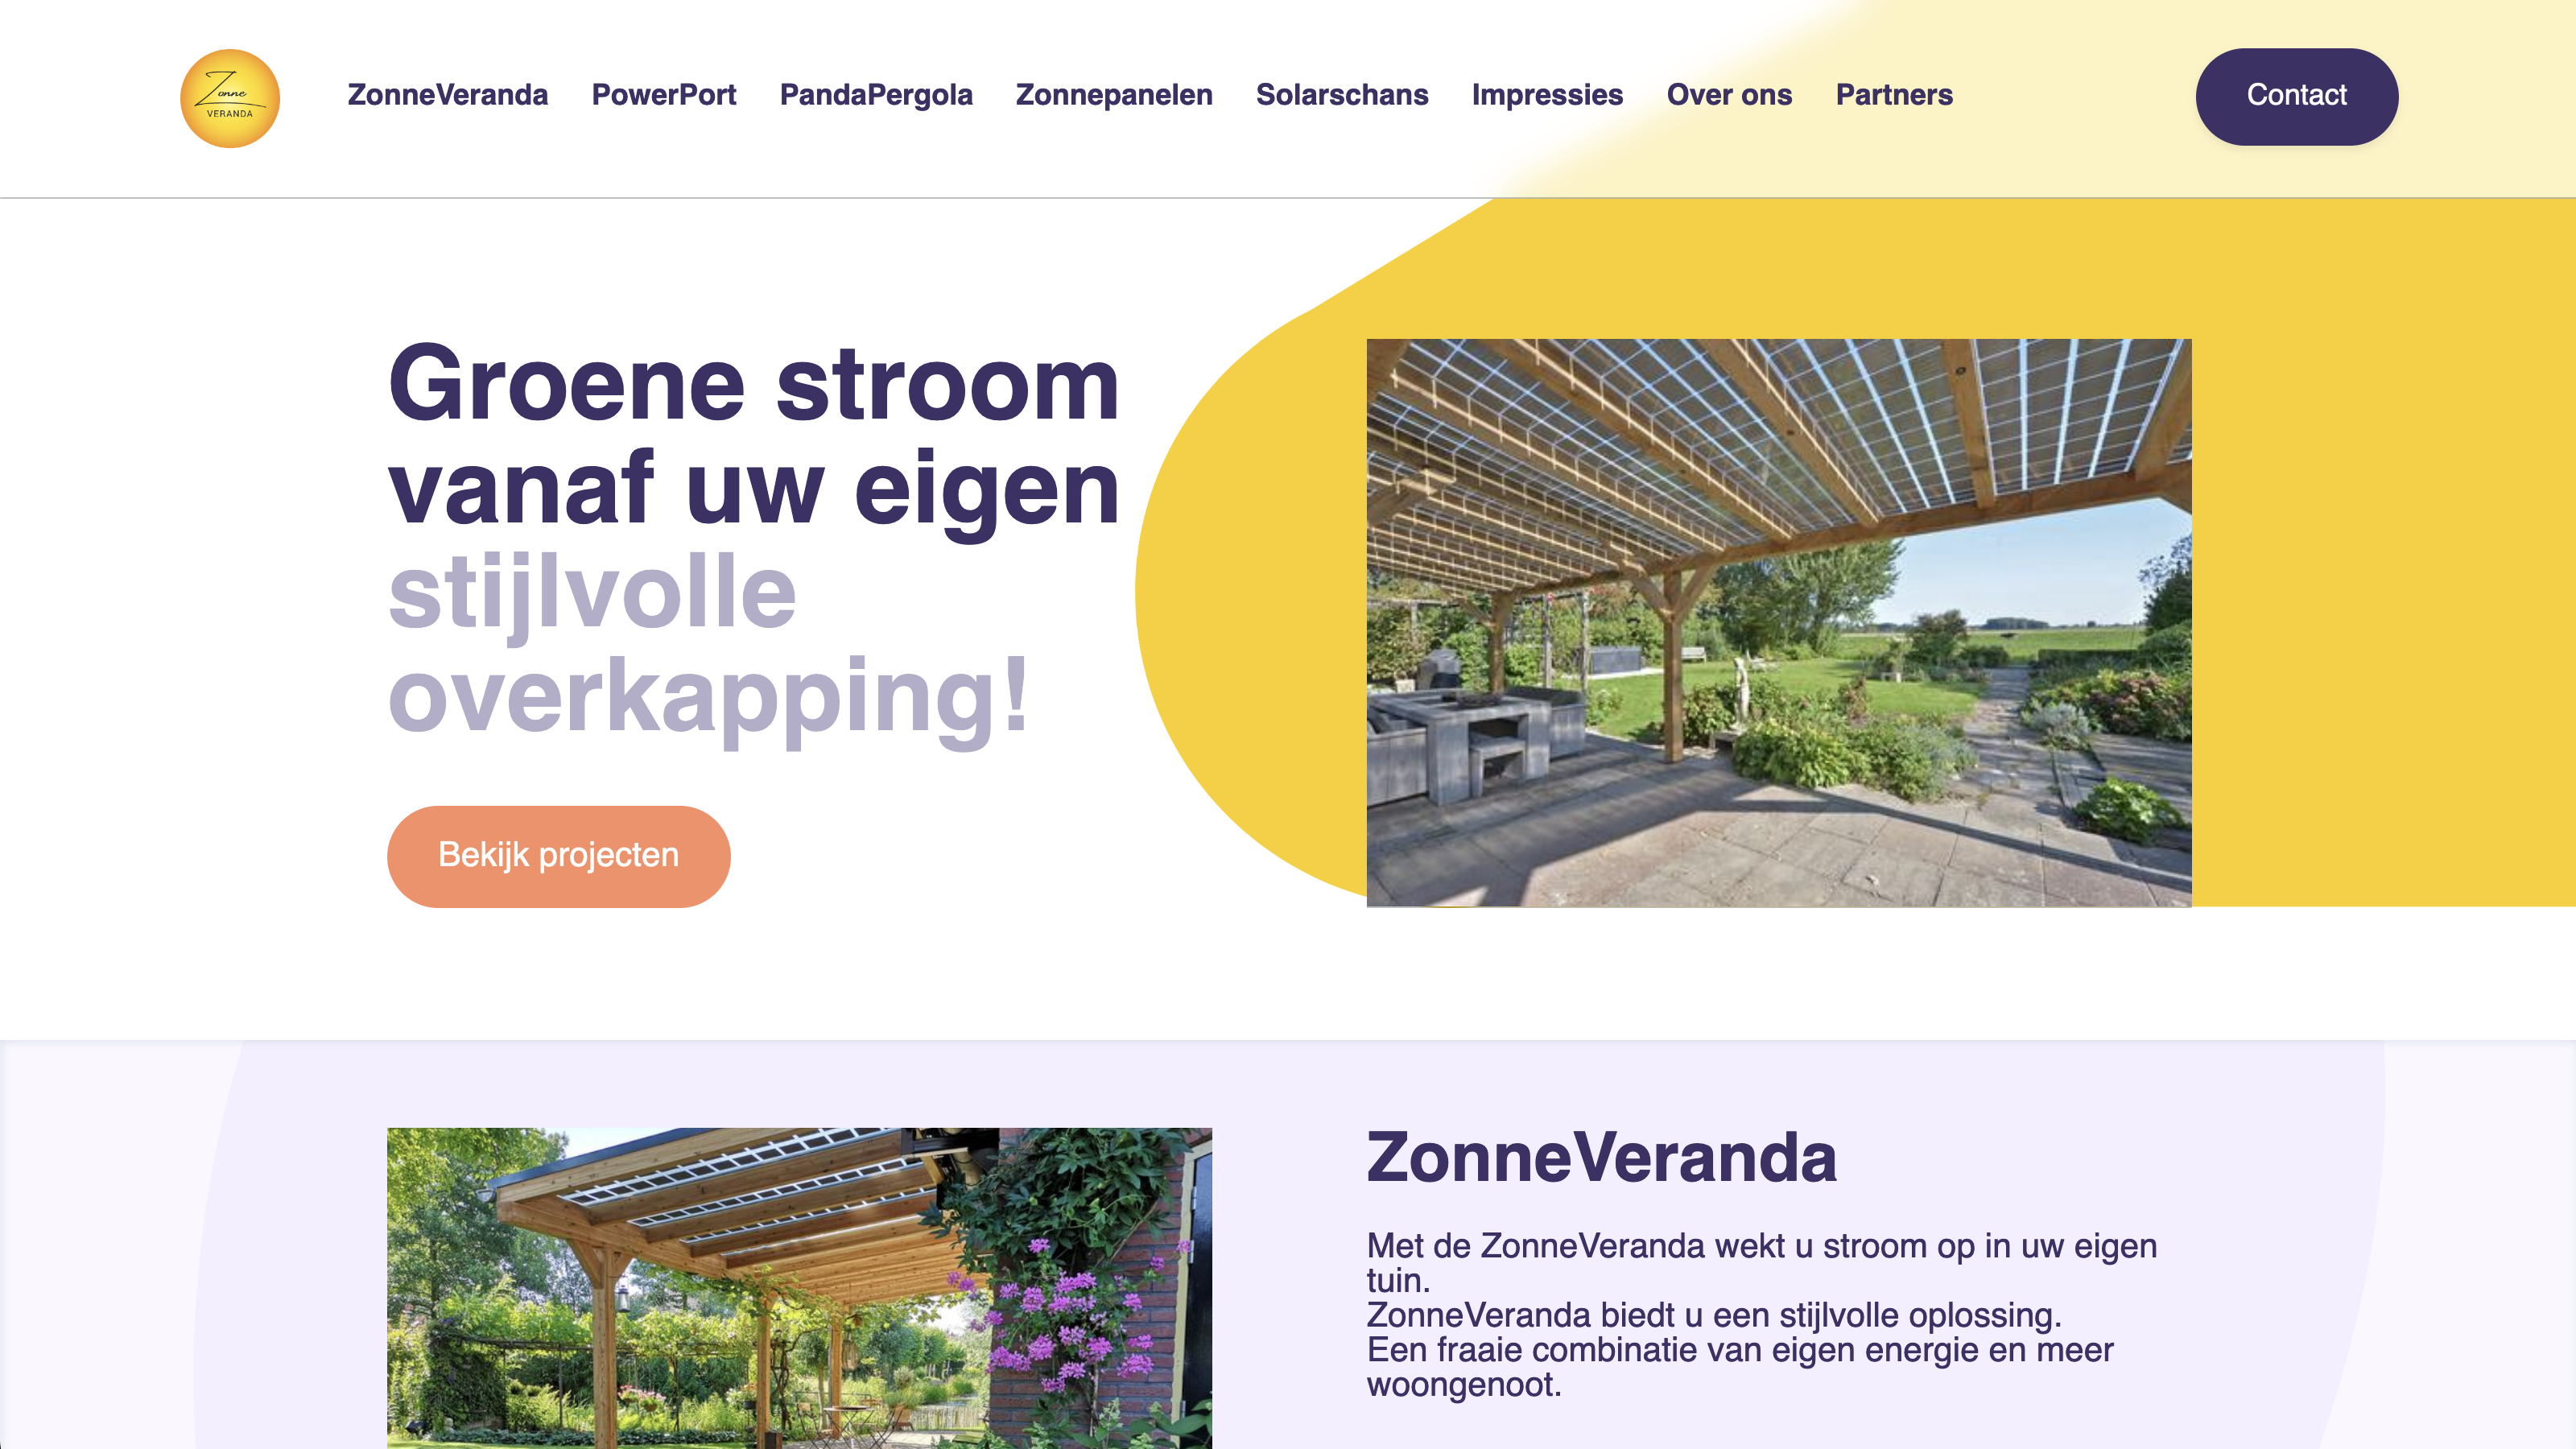 Zonne
VERANDA
ZonneVeranda
PowerPort
PandaPergola
Zonnepanelen
Solarschans
Impressies
Over ons
Partners
Contact
Groene stroom
vanaf uw eigen
stijlvolle
overkapping!
Bekijk projecten
ZonneVeranda
Met de ZonneVeranda wekt u stroom op in uw eigen
tuin.
ZonneVeranda biedt u een stijlvolle oplossing.
Een fraaie combinatie van eigen energie en meer
woongenoot.